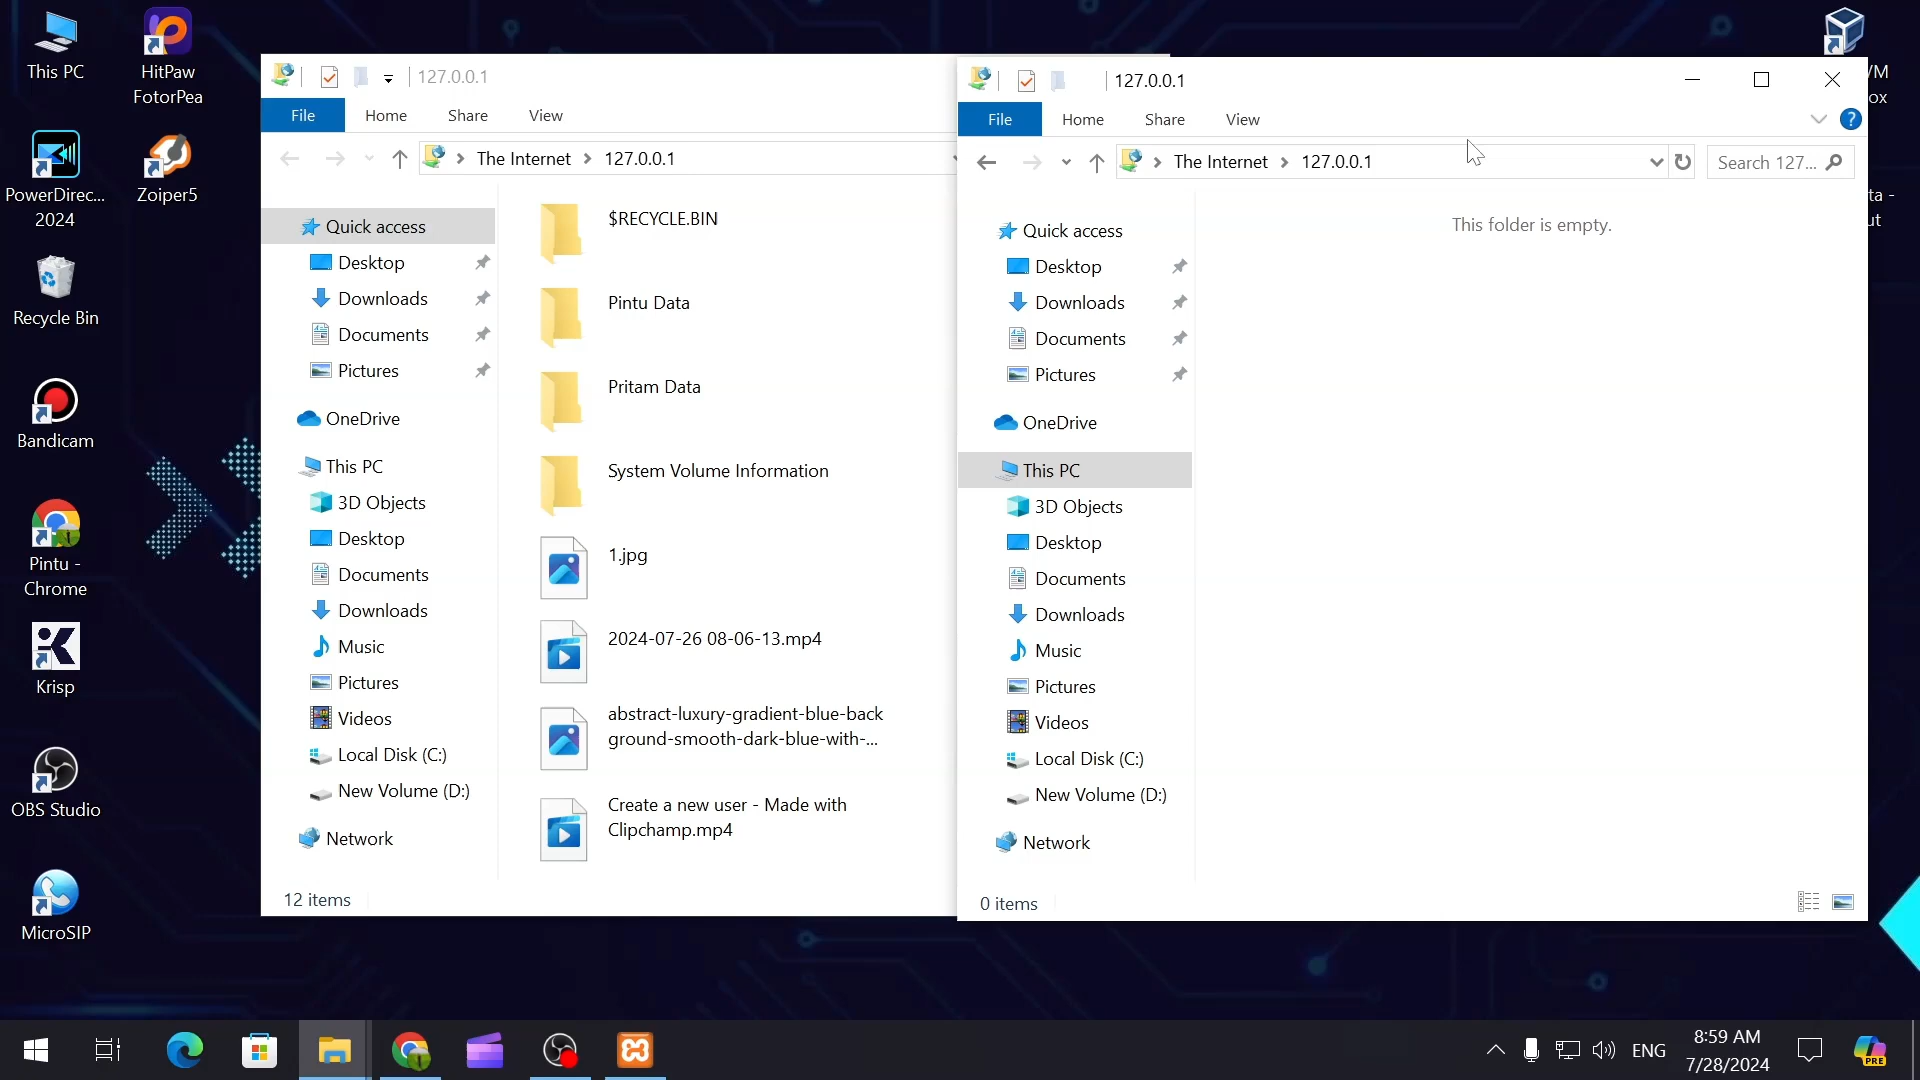 This PC
HitPaw
FotorPea
PowerDirec...
2024
Zoiper5
Recycle Bin
Bandicam
Pintu -
Chrome
Krisp
OBS Studio
MicroSIP
127.0.0.1
File
Home
Share
View
The Internet
127.0.0.1
Quick access
Desktop
Downloads
Documents
Pictures
OneDrive
This PC
3D Objects
Desktop
Documents
Downloads
Music
Pictures
Videos
Local Disk (C:)
New Volume (D:)
Network
$RECYCLE.BIN
Pintu Data
Pritam Data
System Volume Information
1.jpg
2024-07-26 08-06-13.mp4
abstract-luxury-gradient-blue-back
ground-smooth-dark-blue-with-...
Create a new user - Made with
Clipchamp.mp4
12 items
127.0.0.1
File
Home
Share
View
?
The Internet
127.0.0.1
Search 127...
Quick access
Desktop
Downloads
Documents
Pictures
OneDrive
This PC
3D Objects
Desktop
Documents
Downloads
Music
Pictures
Videos
Local Disk (C:)
New Volume (D:)
Network
This folder is empty.
0 items
ENG
8:59 AM
7/28/2024
PRE